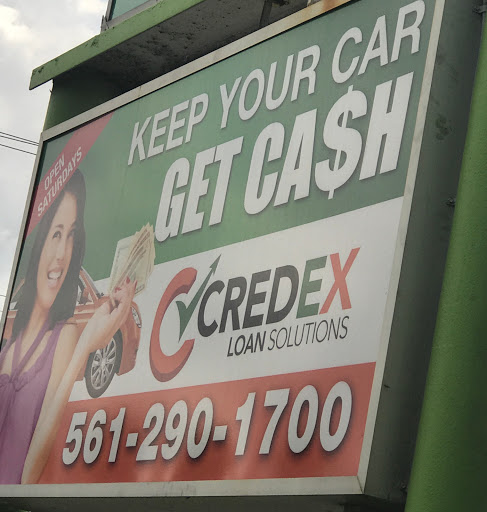 KEEP YOUR CAR
GET CA$H
OPEN
SATURDAYS
CREDEX
LOAN SOLUTIONS
561-290-1700